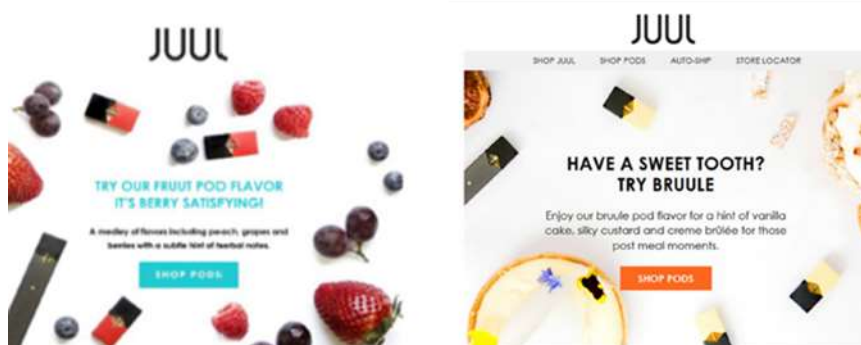 JUUL
TRY OUR FRUUT POD FLAVOR
IT'S BERRY SATISFYING!
A medley of flavors including peach, grapes and
berries with a subtle hint of herbal notes.
SHOP PODS
JUUL
SHOP JUUL SHOP PODS AUTO-SHIP STORE LOCATOR
HAVE A SWEET TOOTH?
TRY BRUULE
Enjoy our bruule pod flavor for a hint of vanilla
cake, silky custard and creme brûlée for those
post meal moments.
SHOP PODS